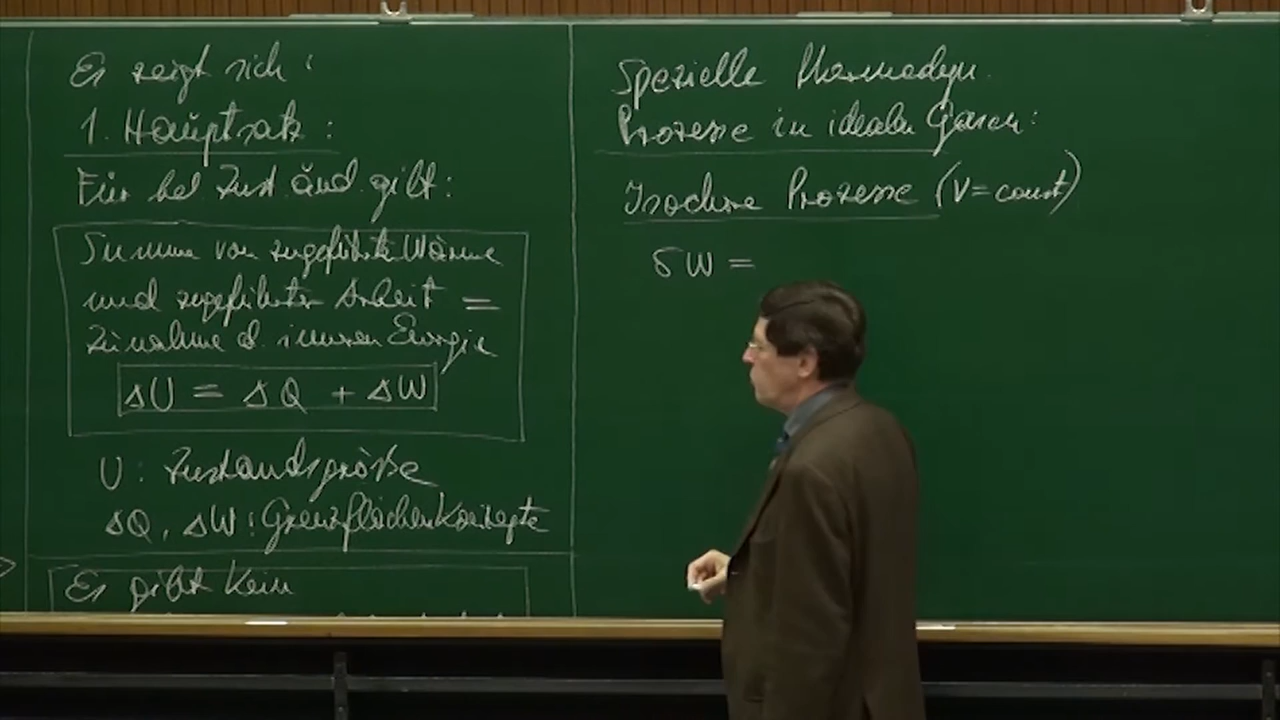 Es zeigt sich:
1. Hauptsatz:
Für bel Zust änd. gilt:
Summe von zugeführter Wärme
und zugeführter Arbeit =
Zunahme d. inneren Energie
ΔU = ΔQ + ΔW
U: Zustandsgröße
ΔQ, ΔW: Grenzflächenkonzepte
Es gibt kein
Spezielle thermodyn.
Prozesse in idealen Gasen:
Isochore Prozesse (V=const)
δW =